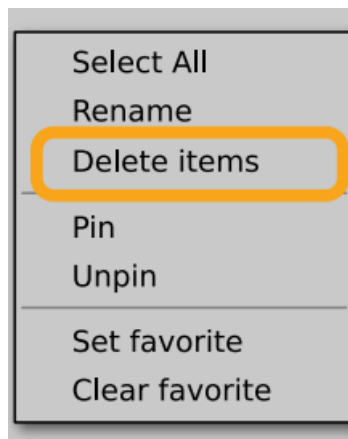 Select All
Rename
Delete items
Pin
Unpin
Set favorite
Clear favorite